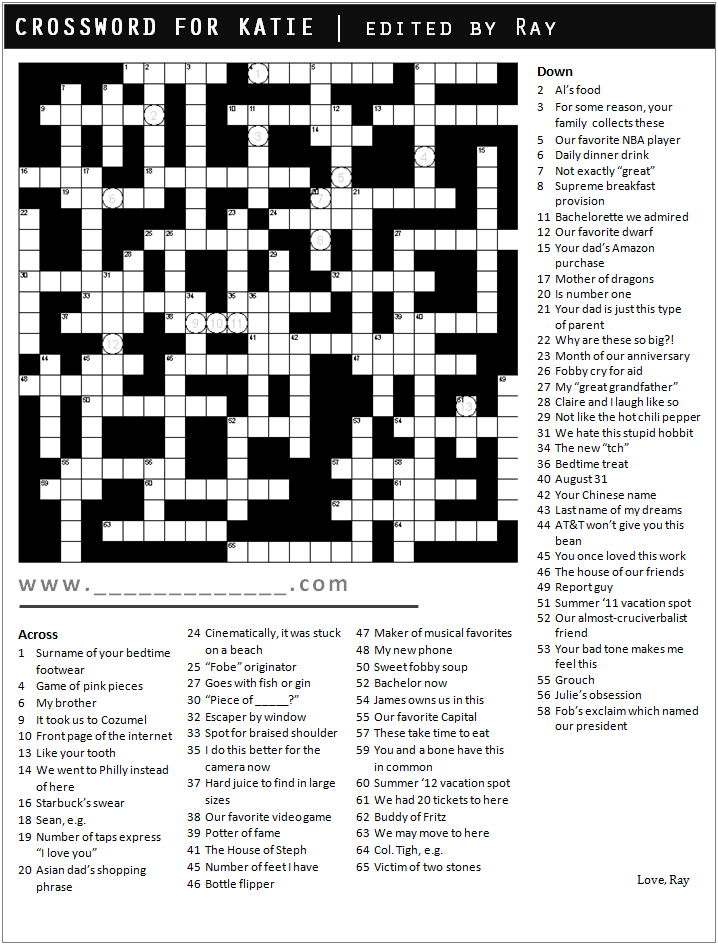 CROSSWORD FOR KATIE | EDITED BY RAY
www._____________.com
Across
1 Surname of your bedtime
footwear
4 Game of pink pieces
6 My brother
9 It took us to Cozumel
10 Front page of the internet
13 Like your tooth
14 We went to Philly instead
of here
16 Starbuck's swear
18 Sean, e.g.
19 Number of taps express
"I love you"
20 Asian dad's shopping
phrase
24 Cinematically, it was stuck
on a beach
25 "Fobe" originator
27 Goes with fish or gin
30 "Piece of _____?"
32 Escaper by window
33 Spot for braised shoulder
35 I do this better for the
camera now
37 Hard juice to find in large
sizes
38 Our favorite video game
39 Potter of fame
41 The House of Steph
45 Number of feet I have
46 Bottle flipper
47 Maker of musical favorites
48 My new phone
50 Sweet fobby soup
52 Bachelor now
54 James owns us in this
55 Our favorite Capital
57 These take time to eat
59 You and a bone have this
in common
60 Summer '12 vacation spot
61 We had 20 tickets to here
62 Buddy of Fritz
63 We may move to here
64 Col. Tigh, e.g.
65 Victim of two stones
Down
2 Al's food
3 For some reason, your
family collects these
5 Our favorite NBA player
6 Daily dinner drink
7 Not exactly "great"
8 Supreme breakfast
provision
11 Bachelorette we admired
12 Our favorite dwarf
15 Your dad's Amazon
purchase
17 Mother of dragons
20 Is number one
21 Your dad is just this type
of parent
22 Why are these so big?!
23 Month of our anniversary
26 Fobby cry for aid
27 My "great grandfather"
28 Claire and I laugh like so
29 Not like the hot chili pepper
31 We hate this stupid hobbit
34 The new "tch"
36 Bedtime treat
40 August 31
42 Your Chinese name
43 Last name of my dreams
44 AT&T won't give you this
bean
45 You once loved this work
46 The house of our friends
49 Report guy
51 Summer '11 vacation spot
52 Our almost-cruciverbalist
friend
53 Your bad tone makes me
feel this
55 Grouch
56 Julie's obsession
58 Fob's exclaim which named
our president
Love, Ray